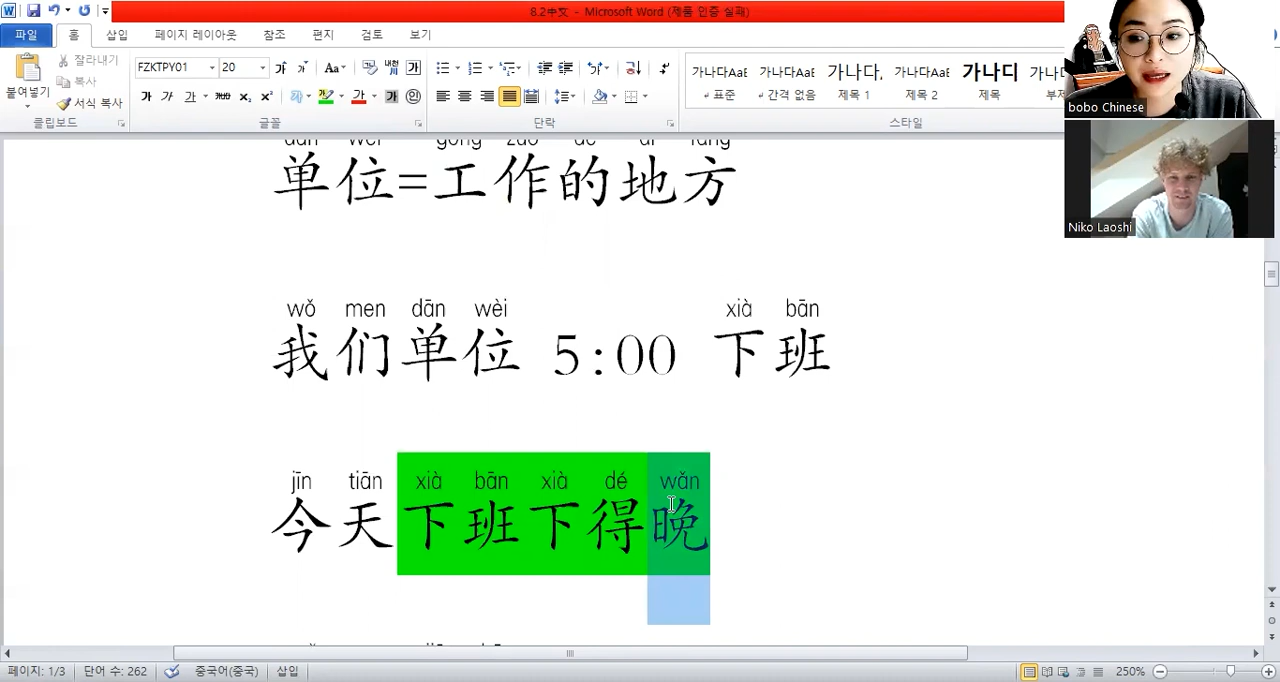 8.2中文 - Microsoft Word (제품 인증 실패)
파일 홈 삽입 페이지 레이아웃 참조 편지 검토 보기
잘라내기
복사
서식 복사
붙여넣기
FZKTPY01 20
가나다AaB 가나다AaB 가나다, 가나다AaB 가나디
표준 간격 없음 제목 1 제목 2 제목
클립보드 글꼴 단락 스타일
bobo Chinese
Niko Laoshi
单位=工作的地方
wǒ men dān wèi xià bān
我们单位 5:00 下班
jīn tiān xià bān xià dé wǎn
今天下班下得晚
페이지: 1/3 단어 수: 262 중국어(중국) 삽입 250%